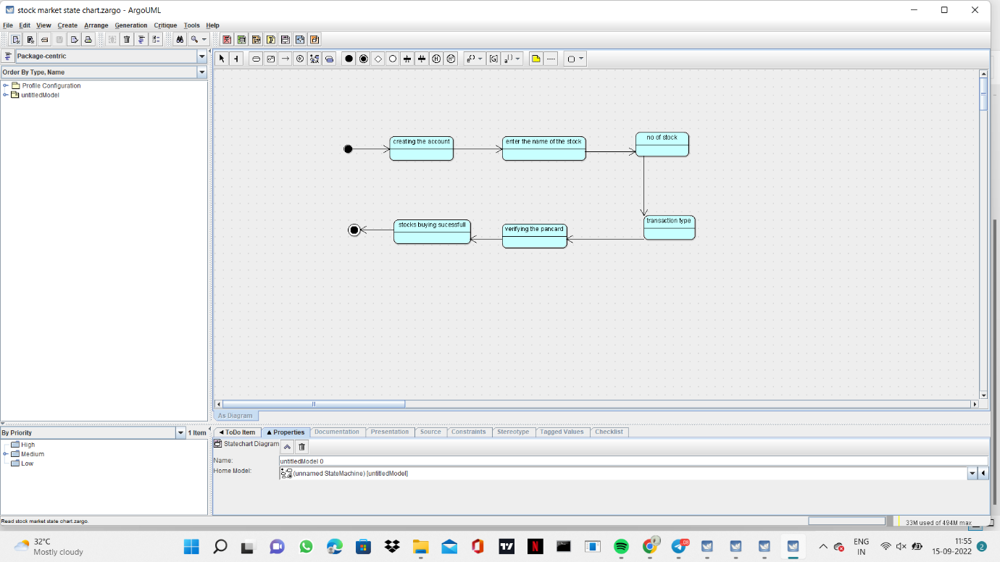 stock market state chart.zargo - ArgoUML
File Edit View Create Arrange Generation Critique Tools Help
Package-centric
Order By Type, Name
Profile Configuration
untitledModel
creating the account
enter the name of the stock
no of stock
stocks buying sucessfull
verifying the pancard
transaction type
As Diagram
By Priority 1 Item
High
Medium
Low
ToDo Item Properties Documentation Presentation Source Constraints Stereotype Tagged Values Checklist
Statechart Diagram
Name: untitledModel 0
Home Model: (unnamed StateMachine) [untitledModel]
Read stock market state chart.zargo.
33M used of 494M max
32°C
Mostly cloudy
ENG
IN
11:55
15-09-2022
2